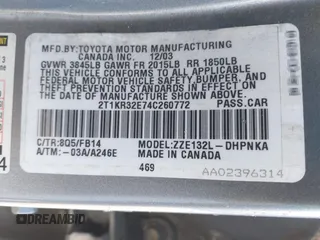 MFD.BY:TOYOTA MOTOR MANUFACTURING
CANADA INC. 12/03
GVWR 3845LB GAWR FR 2015LB RR 1850LB
THIS VEHICLE CONFORMS TO ALL APPLICABLE
FEDERAL MOTOR VEHICLE SAFETY,BUMPER, AND
THEFT PREVENTION STANDARDS IN EFFECT ON
THE DATE OF MANUFACTURE SHOWN ABOVE.
2T1KR32E74C260772 PASS.CAR
C/TR:8Q5/FB14 MODEL:ZZE132L-DHPNKA
A/TM:-03A/A246E MADE IN CANADA
469
AA02396314
DREAMBID